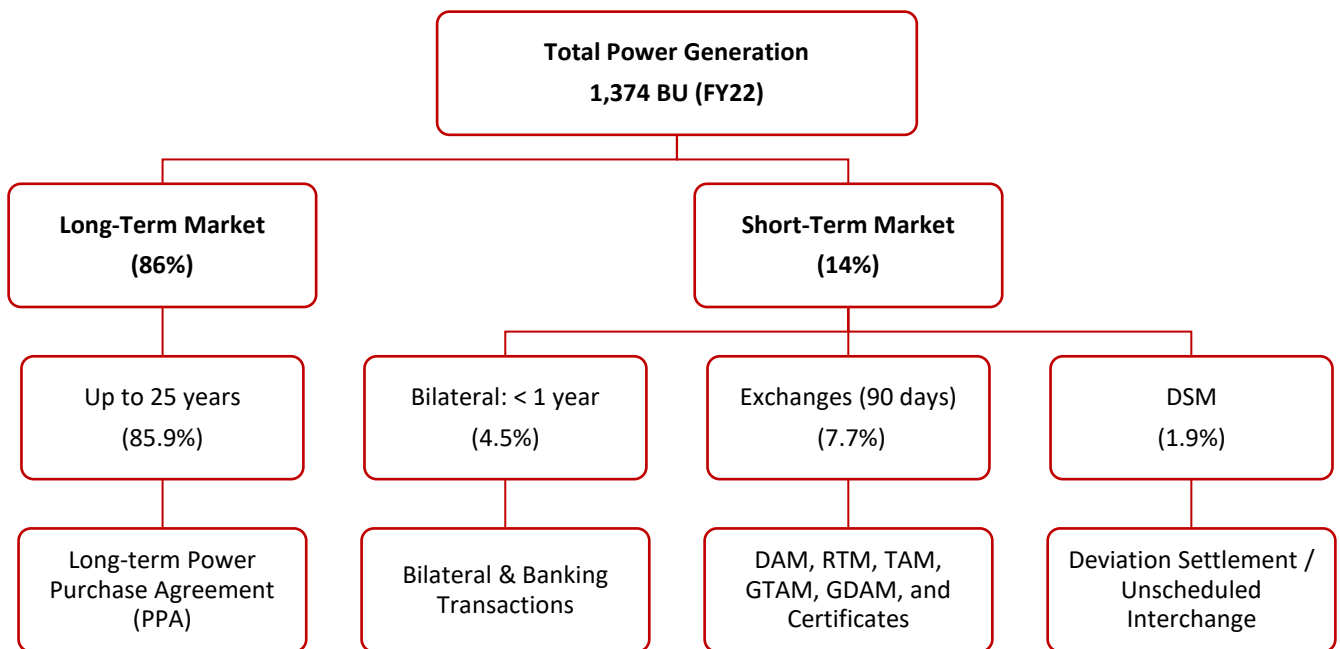 Total Power Generation
1,374 BU (FY22)
Long-Term Market
(86%)
Short-Term Market
(14%)
Up to 25 years
(85.9%)
Bilateral: < 1 year
(4.5%)
Exchanges (90 days)
(7.7%)
DSM
(1.9%)
Long-term Power
Purchase Agreement
(PPA)
Bilateral & Banking
Transactions
DAM, RTM, TAM,
GTAM, GDAM, and
Certificates
Deviation Settlement /
Unscheduled
Interchange